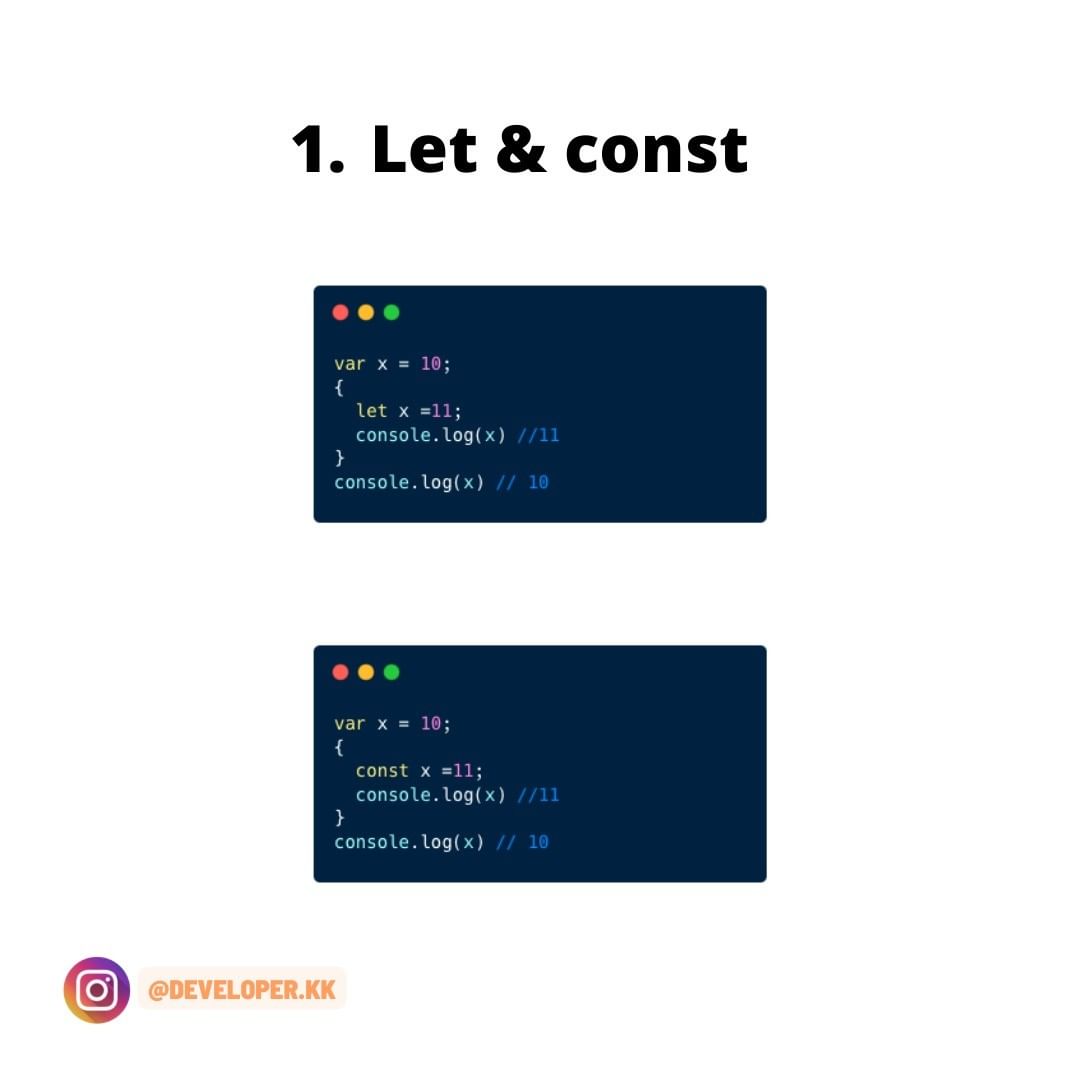 1. Let & const
var x = 10;
{
  let x =11;
  console.log(x) //11
}
console.log(x) // 10
var x = 10;
{
  const x =11;
  console.log(x) //11
}
console.log(x) // 10
@DEVELOPER.KK